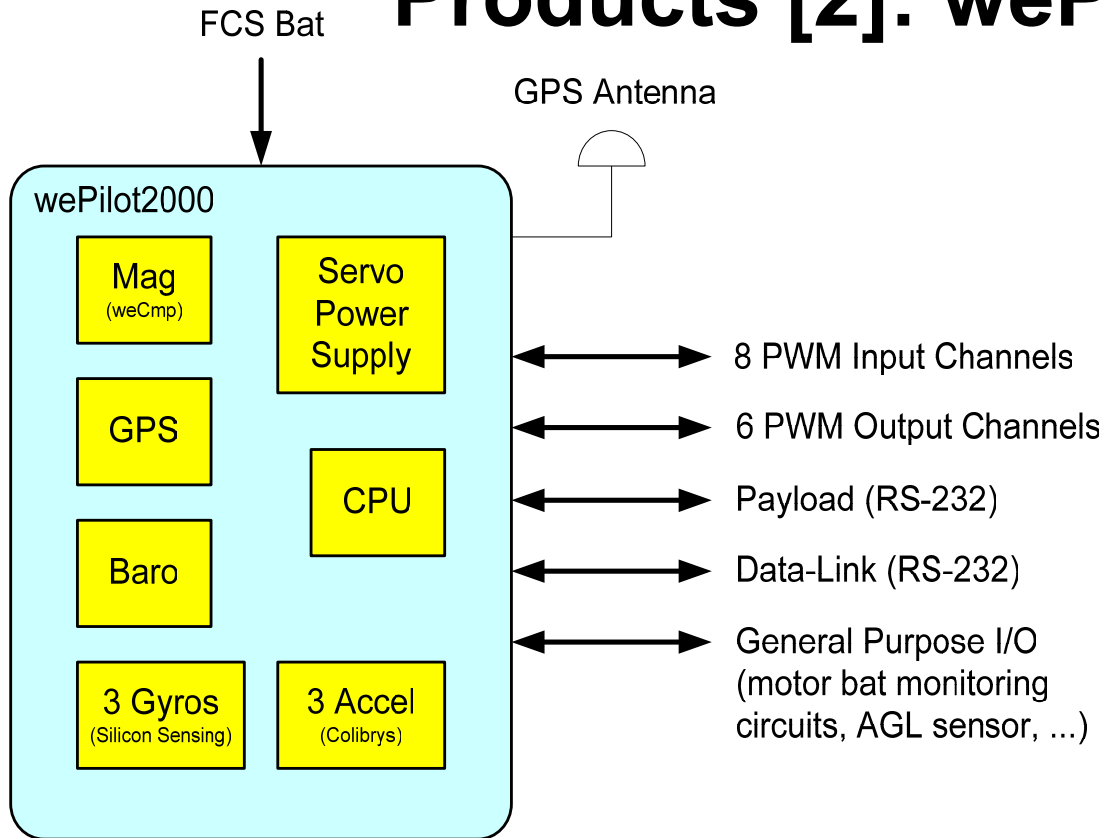 Products [2]: weP
FCS Bat
GPS Antenna
wePilot2000
Mag
(weCmp)
Servo
Power
Supply
GPS
CPU
Baro
3 Gyros
(Silicon Sensing)
3 Accel
(Colibrys)
8 PWM Input Channels
6 PWM Output Channels
Payload (RS-232)
Data-Link (RS-232)
General Purpose I/O
(motor bat monitoring
circuits, AGL sensor, ...)